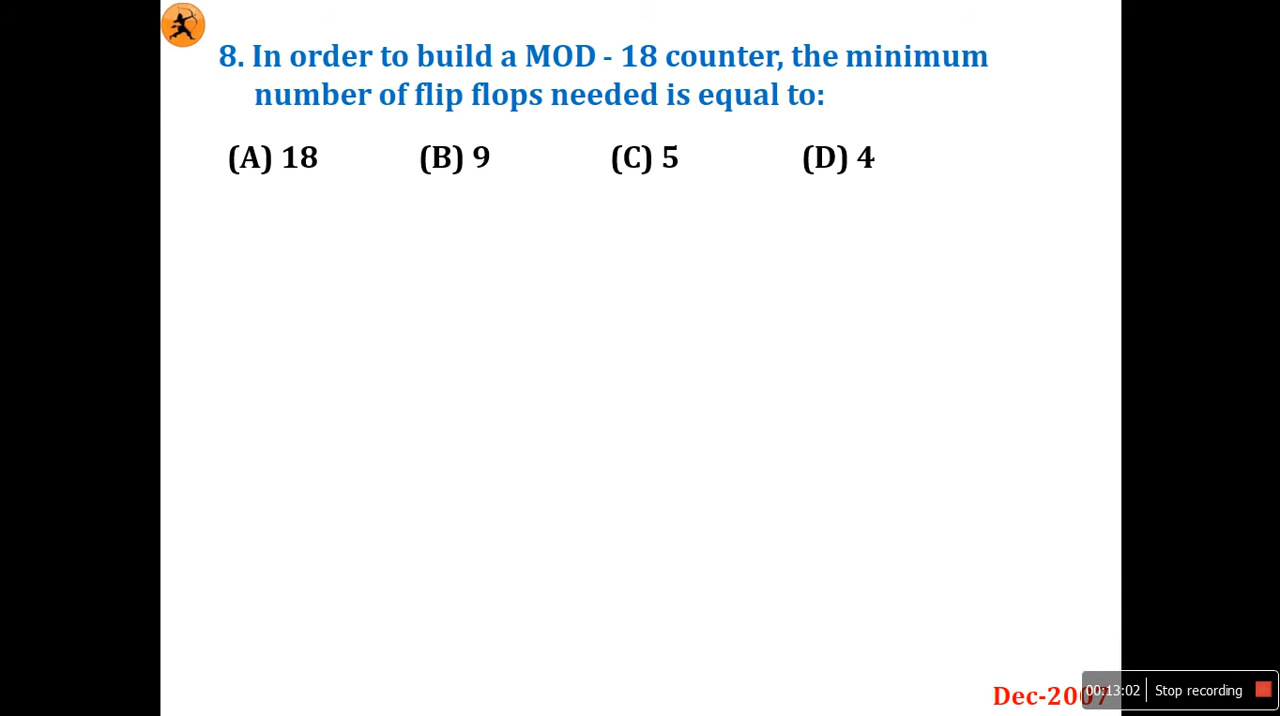 8. In order to build a MOD - 18 counter, the minimum
number of flip flops needed is equal to:
(A) 18 (B) 9 (C) 5 (D) 4
Dec-2007
00:13:02 Stop recording